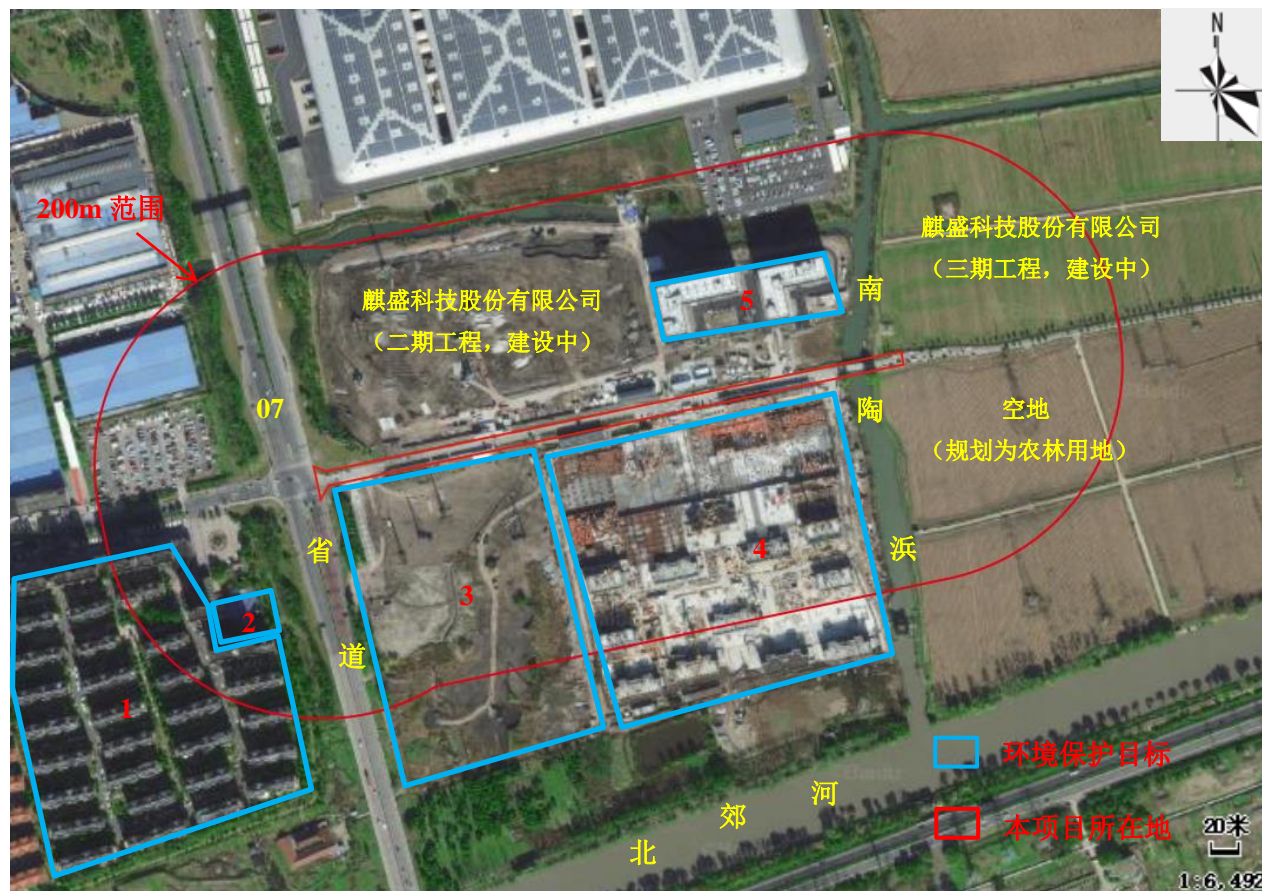 N
200m 范围
麒盛科技股份有限公司
（三期工程，建设中）
麒盛科技股份有限公司
（二期工程，建设中）
5
南
07
陶
空地
（规划为农林用地）
省
4
浜
3
2
道
1
环境保护目标
河
郊
本项目所在地
20米
北
1:6,492